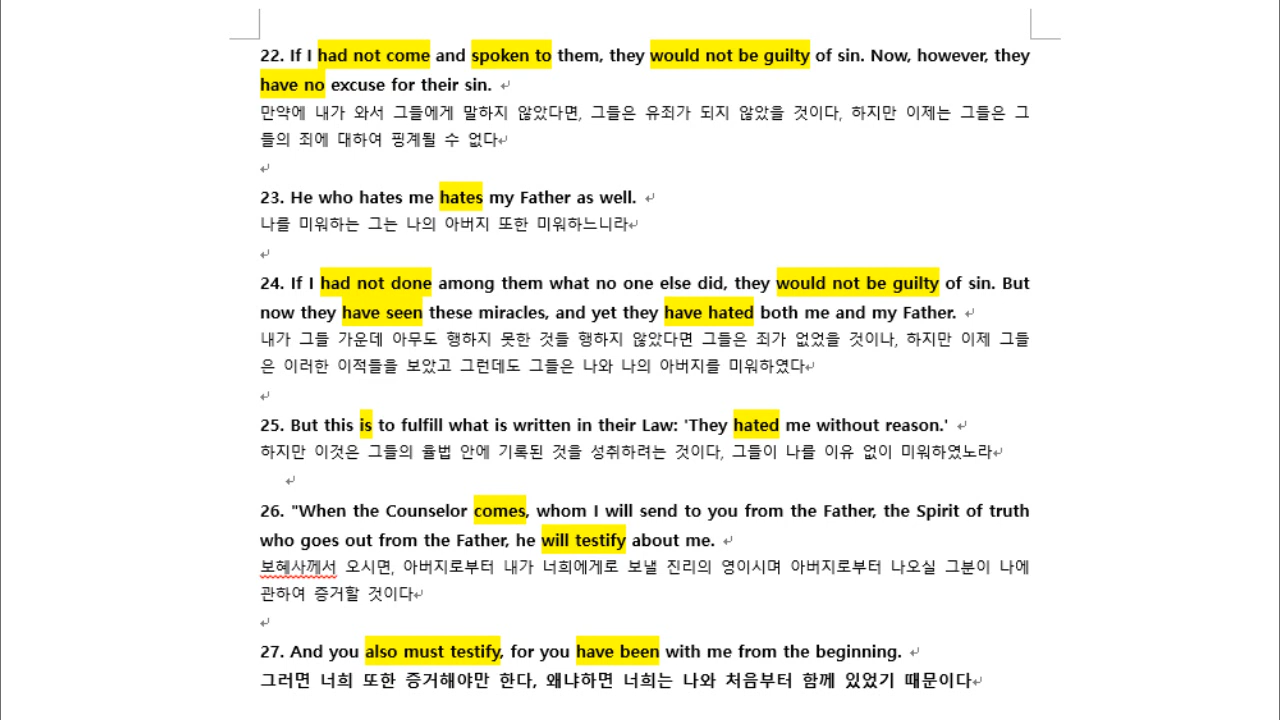 22. If I had not come and spoken to them, they would not be guilty of sin. Now, however, they
have no excuse for their sin.
만약에 내가 와서 그들에게 말하지 않았다면, 그들은 유죄가 되지 않았을 것이다, 하지만 이제는 그들은 그
들의 죄에 대하여 핑계될 수 없다
23. He who hates me hates my Father as well.
나를 미워하는 그는 나의 아버지 또한 미워하느니라
24. If I had not done among them what no one else did, they would not be guilty of sin. But
now they have seen these miracles, and yet they have hated both me and my Father.
내가 그들 가운데 아무도 행하지 못한 것들 행하지 않았다면 그들은 죄가 없었을 것이나, 하지만 이제 그들
은 이러한 이적들을 보았고 그런데도 그들은 나와 나의 아버지를 미워하였다
25. But this is to fulfill what is written in their Law: 'They hated me without reason.'
하지만 이것은 그들의 율법 안에 기록된 것을 성취하려는 것이다, 그들이 나를 이유 없이 미워하였노라
26. "When the Counselor comes, whom I will send to you from the Father, the Spirit of truth
who goes out from the Father, he will testify about me.
보혜사께서 오시면, 아버지로부터 내가 너희에게로 보낼 진리의 영이시며 아버지로부터 나오실 그분이 나에
관하여 증거할 것이다
27. And you also must testify, for you have been with me from the beginning.
그러면 너희 또한 증거해야만 한다, 왜냐하면 너희는 나와 처음부터 함께 있었기 때문이다